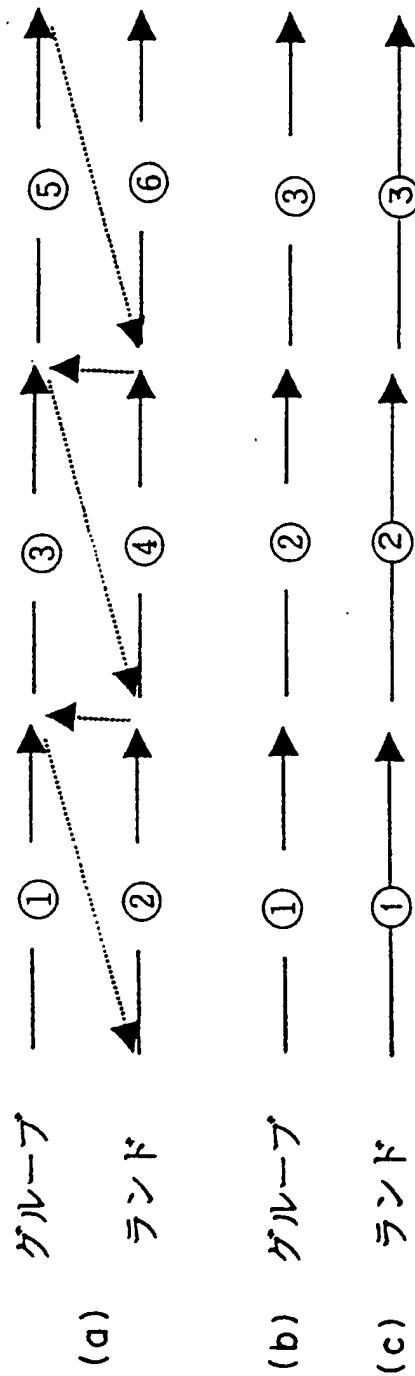 (a)
グルーブ ① ③ ⑤
ランド ② ④ ⑥
(b) グルーブ ① ② ③
(c) ランド ① ② ③